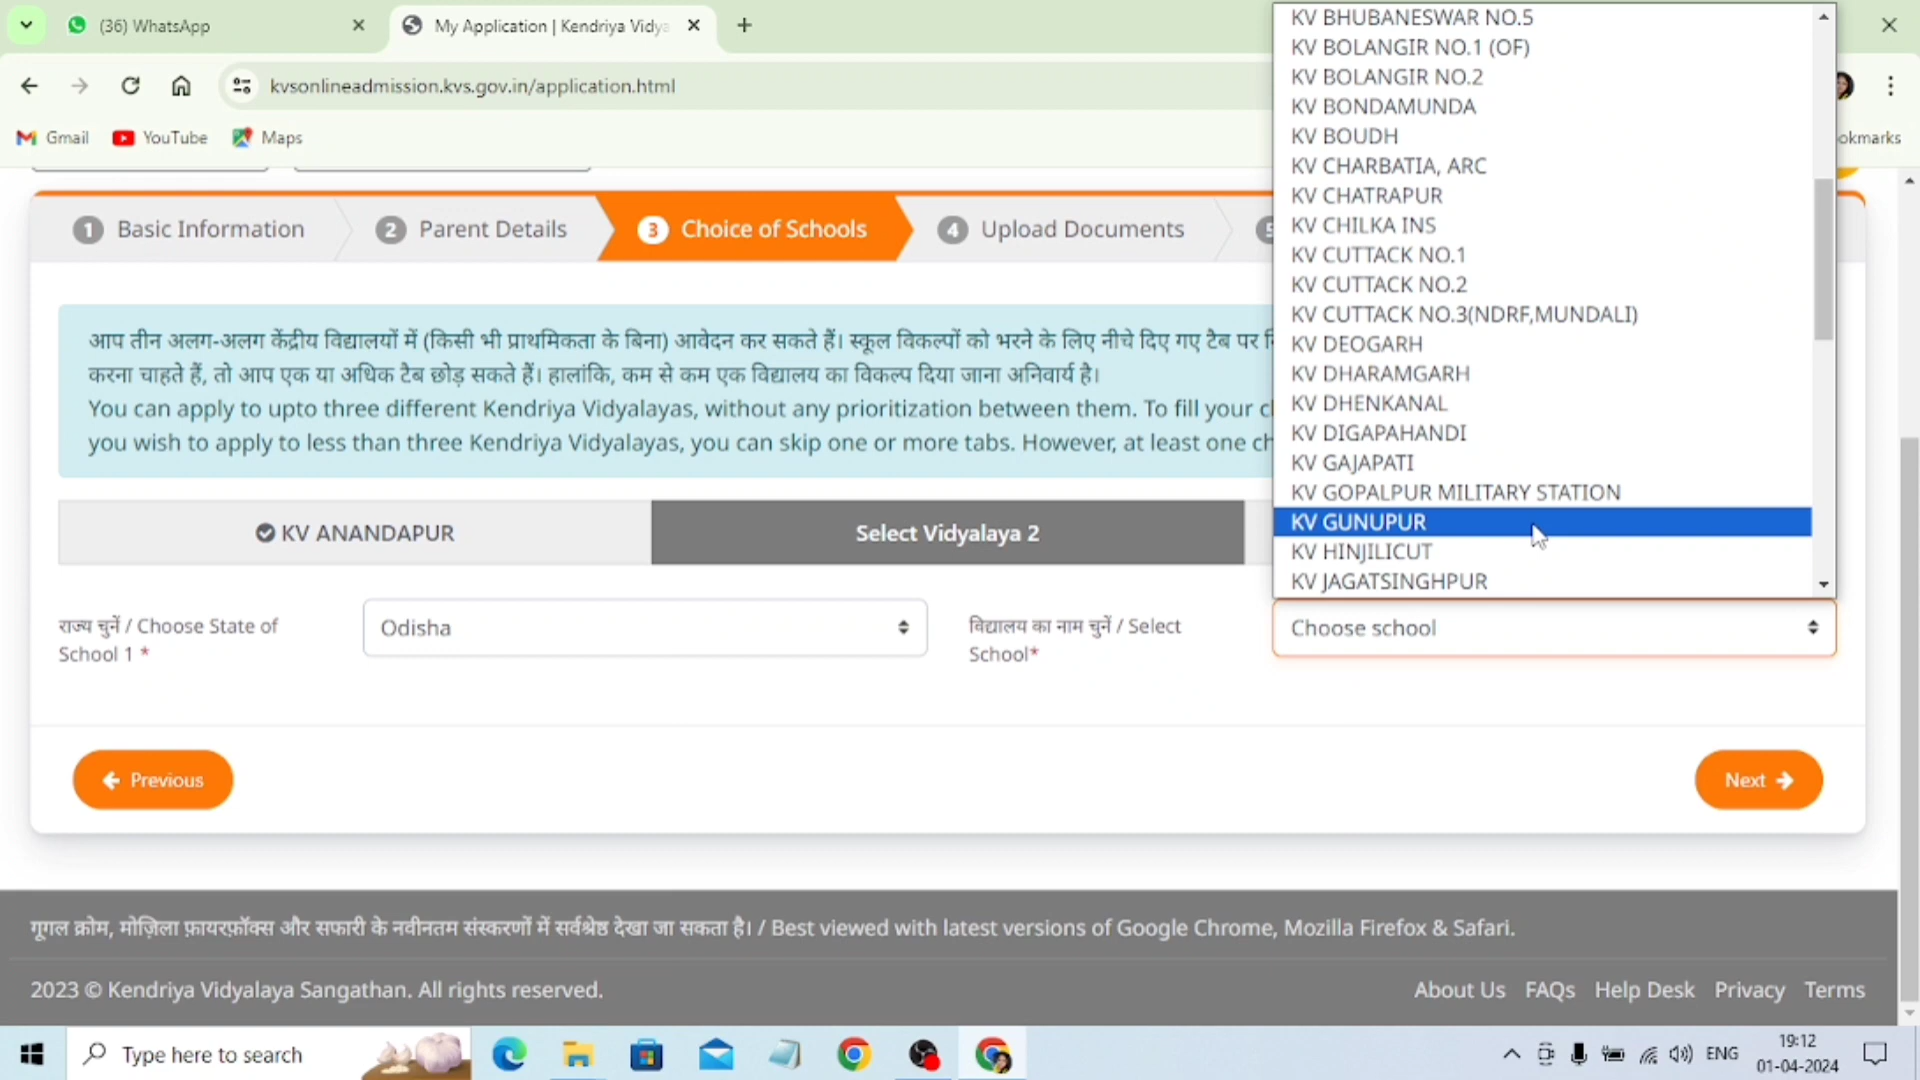 (36) WhatsApp
My Application | Kendriya Vidya
kvsonlineadmission.kvs.gov.in/application.html
Gmail
YouTube
Maps
1 Basic Information
2 Parent Details
3 Choice of Schools
4 Upload Documents
5
आप तीन अलग-अलग केंद्रीय विद्यालयों में (किसी भी प्राथमिकता के बिना) आवेदन कर सकते हैं। स्कूल विकल्पों को भरने के लिए नीचे दिए गए टैब पर
करना चाहते हैं, तो आप एक या अधिक टैब छोड़ सकते हैं। हालांकि, कम से कम एक विद्यालय का विकल्प दिया जाना अनिवार्य है।
You can apply to upto three different Kendriya Vidyalayas, without any prioritization between them. To fill your
you wish to apply to less than three Kendriya Vidyalayas, you can skip one or more tabs. However, at least one
KV ANANDAPUR
Select Vidyalaya 2
राज्य चुनें / Choose State of
School 1 *
Odisha
विद्यालय का नाम चुनें / Select
School*
KV BHUBANESWAR NO.5
KV BOLANGIR NO.1 (OF)
KV BOLANGIR NO.2
KV BONDAMUNDA
KV BOUDH
KV CHARBATIA, ARC
KV CHATRAPUR
KV CHILKA INS
KV CUTTACK NO.1
KV CUTTACK NO.2
KV CUTTACK NO.3(NDRF,MUNDALI)
KV DEOGARH
KV DHARAMGARH
KV DHENKANAL
KV DIGAPAHANDI
KV GAJAPATI
KV GOPALPUR MILITARY STATION
KV GUNUPUR
KV HINJILICUT
KV JAGATSINGHPUR
Choose school
Previous
Next
गूगल क्रोम, मोज़िला फ़ायरफ़ॉक्स और सफारी के नवीनतम संस्करणों में सर्वश्रेष्ठ देखा जा सकता है। / Best viewed with latest versions of Google Chrome, Mozilla Firefox & Safari.
2023 © Kendriya Vidyalaya Sangathan. All rights reserved.
About Us
FAQs
Help Desk
Privacy
Terms
Type here to search
ENG
19:12
01-04-2024